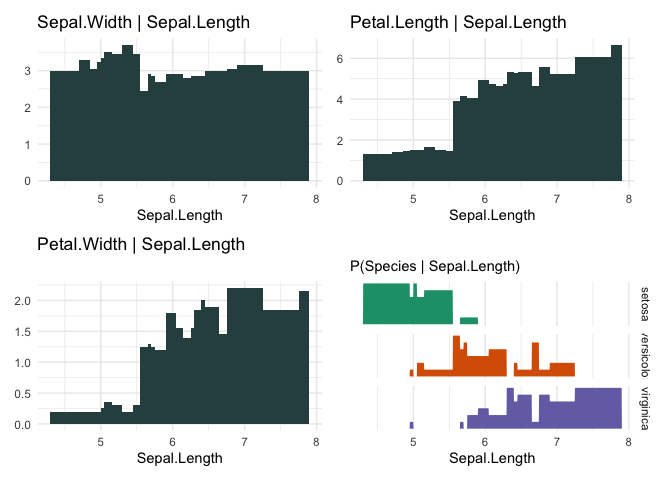 Sepal.Width | Sepal.Length
3
2
1
0
5 6 7 8
Sepal.Length
Petal.Length | Sepal.Length
6
4
2
0
5 6 7 8
Sepal.Length
Petal.Width | Sepal.Length
2.0
1.5
1.0
0.5
0.0
5 6 7 8
Sepal.Length
P(Species | Sepal.Length)
setosa
versicolo
virginica
5 6 7 8
Sepal.Length